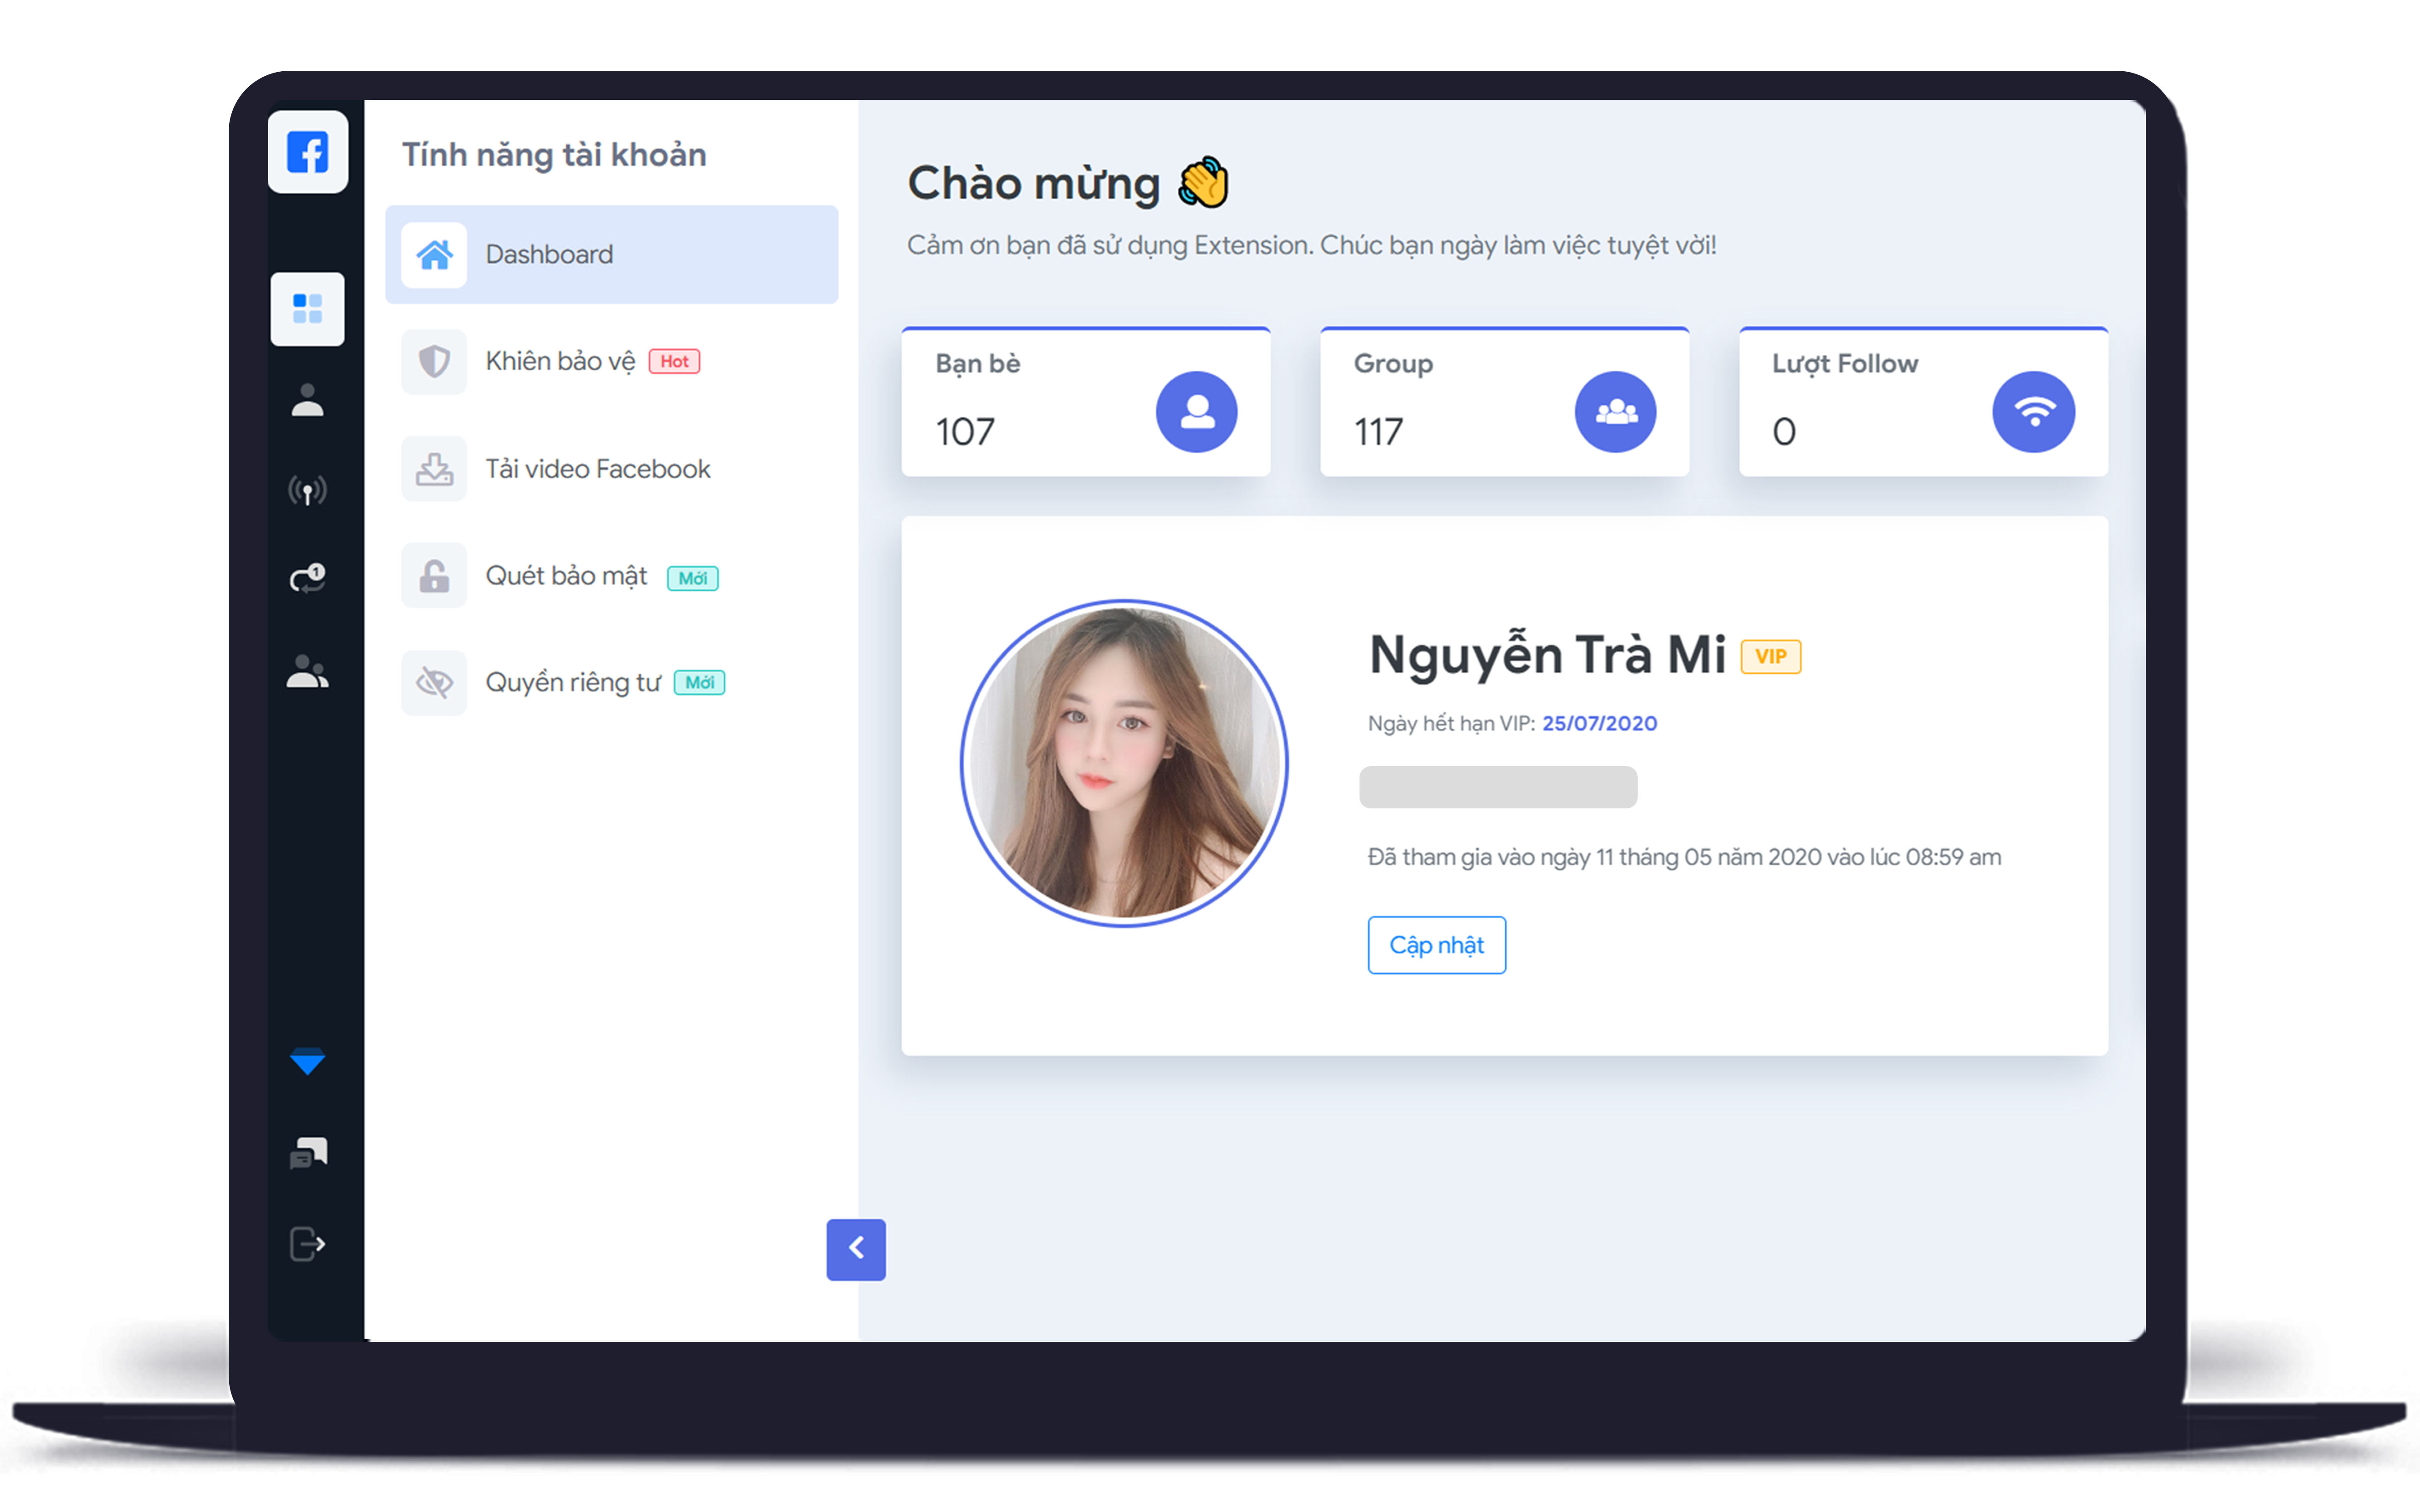 Tính năng tài khoản
Dashboard
Khiên bảo vệ Hot
Tải video Facebook
Quét bảo mật Mới
Quyền riêng tư Mới
1
Chào mừng 👋
Cảm ơn bạn đã sử dụng Extension. Chúc bạn ngày làm việc tuyệt vời!
Bạn bè
107
Group
117
Lượt Follow
0
Nguyễn Trà Mi VIP
Ngày hết hạn VIP: 25/07/2020
Đã tham gia vào ngày 11 tháng 05 năm 2020 vào lúc 08:59 am
Cập nhật